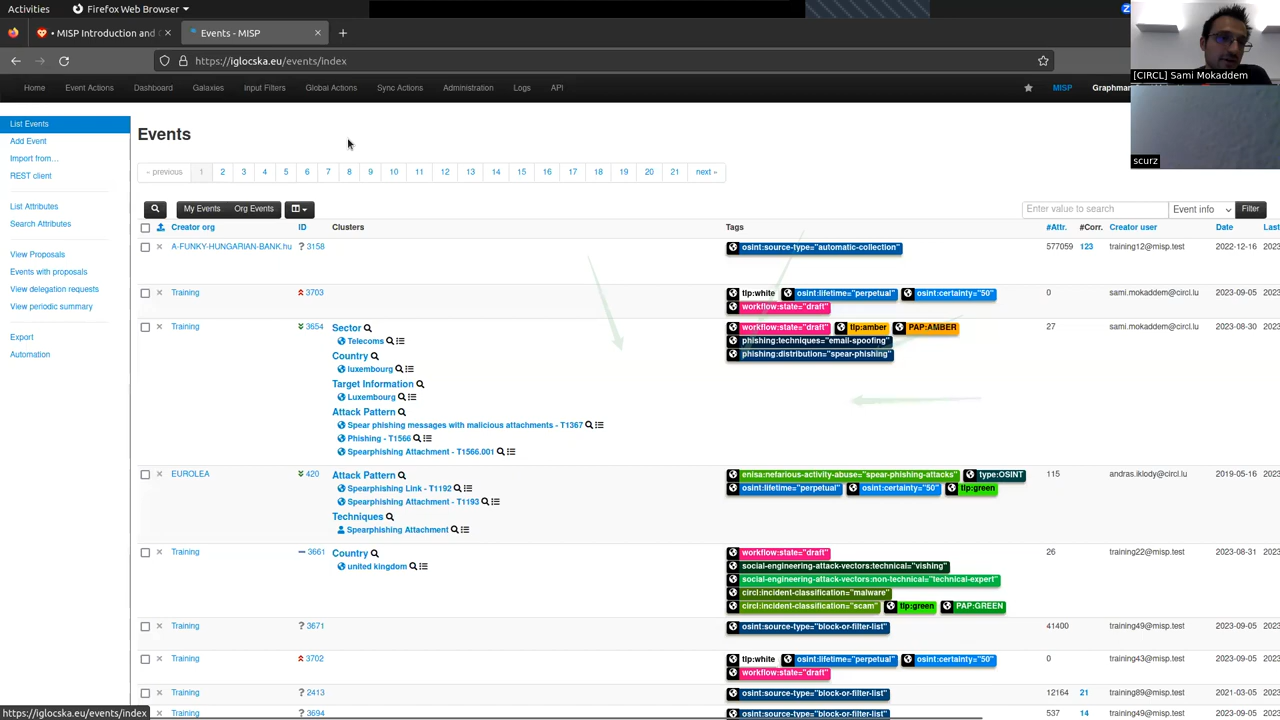 Activities Firefox Web Browser
• MISP Introduction and Events - MISP
https://iglocska.eu/events/index
[CIRCL] Sami Mokaddem
Home Event Actions Dashboard Galaxies Input Filters Global Actions Sync Actions Administration Logs API MISP
scurz
List Events
Add Event
Import from…
REST client
List Attributes
Search Attributes
View Proposals
Events with proposals
View delegation requests
View periodic summary
Export
Automation
Events
« previous 1 2 3 4 5 6 7 8 9 10 11 12 13 14 15 16 17 18 19 20 21 next »
My Events Org Events Enter value to search Event info Filter
Creator org ID Clusters Tags #Attr. #Corr. Creator user Date Last
A-FUNKY-HUNGARIAN-BANK.hu ? 3158 osint:source-type="automatic-collection" 577059 123 training12@misp.test 2022-12-16 2023
Training 3703 tlp:white osint:lifetime="perpetual" osint:certainty="50" 0 sami.mokaddem@circl.lu 2023-09-05 2023
workflow:state="draft"
Training 3654 Sector workflow:state="draft" tlp:amber PAP:AMBER 27 sami.mokaddem@circl.lu 2023-08-30 2023
Telecoms phishing:techniques="email-spoofing"
Country phishing:distribution="spear-phishing"
luxembourg
Target Information
Luxembourg
Attack Pattern
Spear phishing messages with malicious attachments - T1367
Phishing - T1566
Spearphishing Attachment - T1566.001
EUROLEA 420 Attack Pattern enisa:nefarious-activity-abuse="spear-phishing-attacks" type:OSINT 115 andras.iklody@circl.lu 2019-05-16 2023
Spearphishing Link - T1192 osint:lifetime="perpetual" osint:certainty="50" tlp:green
Spearphishing Attachment - T1193
Techniques
Spearphishing Attachment
Training 3661 Country workflow:state="draft" 26 training22@misp.test 2023-08-31 2023
united kingdom social-engineering-attack-vectors:technical="vishing"
social-engineering-attack-vectors:non-technical="technical-expert"
circl:incident-classification="malware"
circl:incident-classification="scam" tlp:green PAP:GREEN
Training ? 3671 osint:source-type="block-or-filter-list" 41400 training49@misp.test 2023-09-05 2023
Training 3702 tlp:white osint:lifetime="perpetual" osint:certainty="50" 0 training43@misp.test 2023-09-05 2023
workflow:state="draft"
Training ? 2413 osint:source-type="block-or-filter-list" 12164 21 training89@misp.test 2021-03-05 2023
Training ? 3694 osint:source-type="block-or-filter-list" 537 14 training49@misp.test 2023-09-05 2023
https://iglocska.eu/events/index